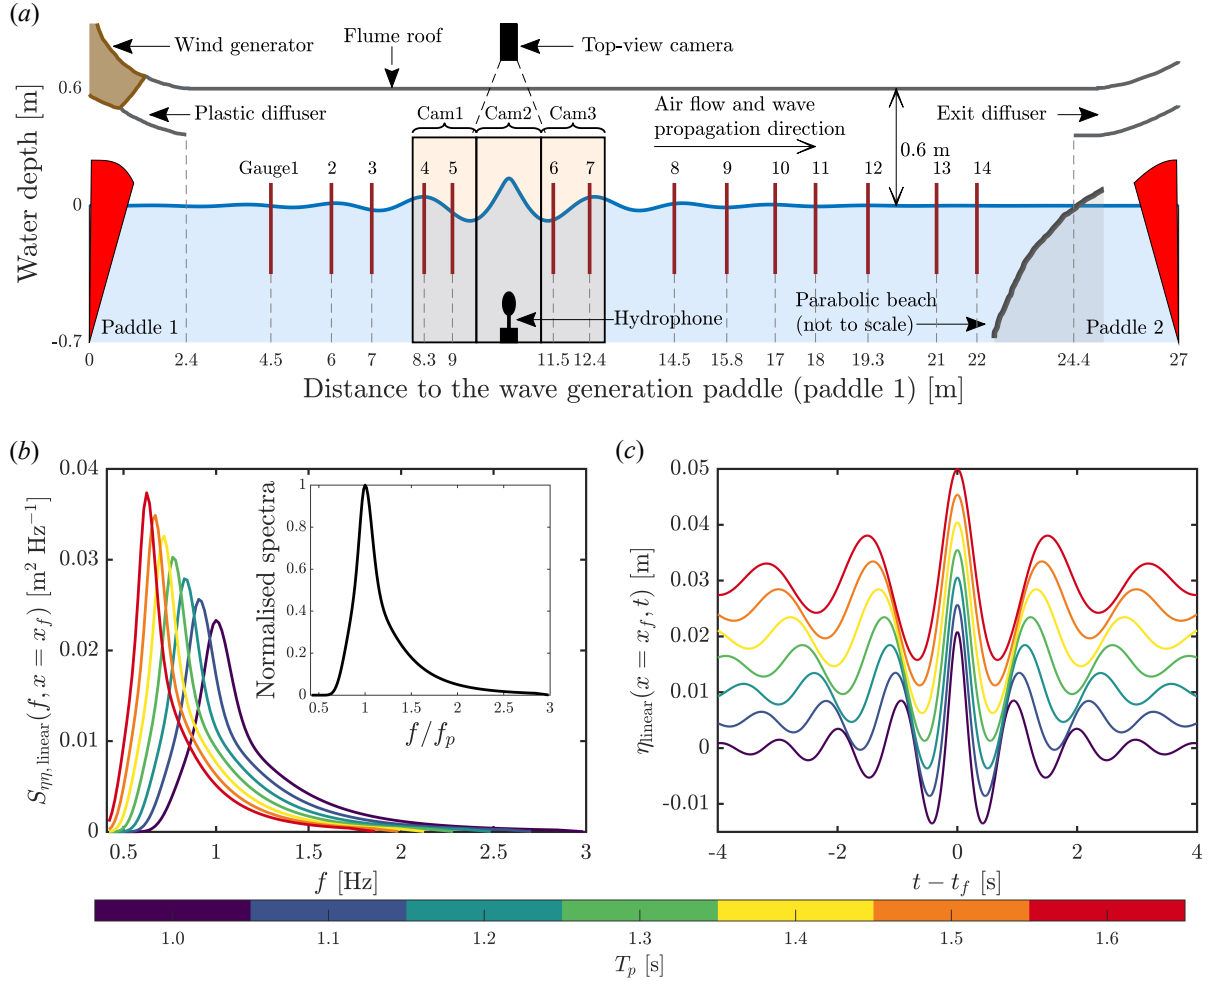 (a)
Wind generator
Flume roof
Top-view camera
Plastic diffuser
Cam1 Cam2 Cam3
Air flow and wave
propagation direction
Exit diffuser
0.6 m
Water depth [m]
0.6
0
-0.7
Gauge1 2 3 4 5 6 7 8 9 10 11 12 13 14
Paddle 1
Hydrophone
Parabolic beach
(not to scale)
Paddle 2
0 2.4 4.5 6 7 8.3 9 11.5 12.4 14.5 15.8 17 18 19.3 21 22 24.4 27
Distance to the wave generation paddle (paddle 1) [m]
(b)
S_{ηη, linear}(f, x = x_f) [m² Hz⁻¹]
0.04
0.03
0.02
0.01
0
0.5 1 1.5 2 2.5 3
f [Hz]
Normalised spectra
1
0.8
0.6
0.4
0.2
0
0.5 1 1.5 2 2.5 3
f/f_p
(c)
η_{linear}(x = x_f, t) [m]
0.05
0.04
0.03
0.02
0.01
0
-0.01
-4 -2 0 2 4
t − t_f [s]
1.0 1.1 1.2 1.3 1.4 1.5 1.6
T_p [s]